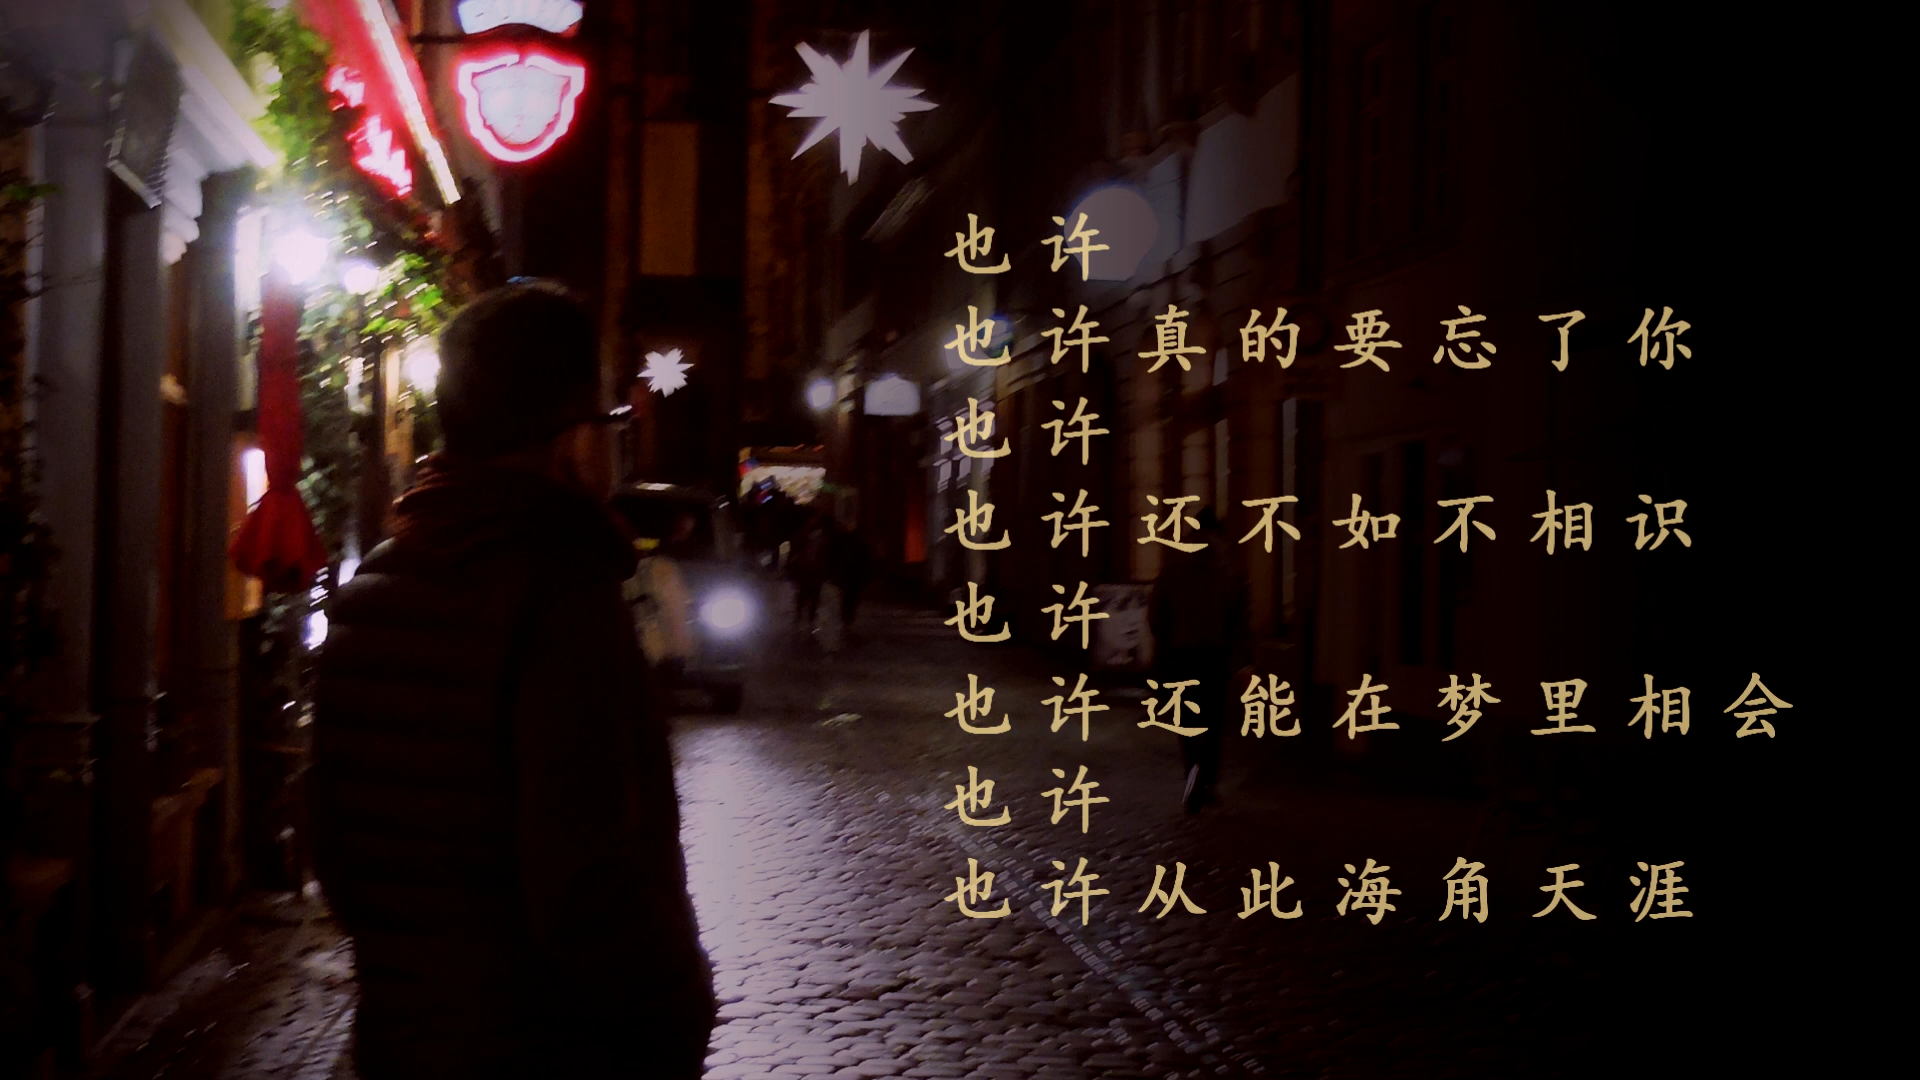 也许
也许真的要忘了你
也许
也许还不如不相识
也许
也许还能在梦里相会
也许
也许从此海角天涯